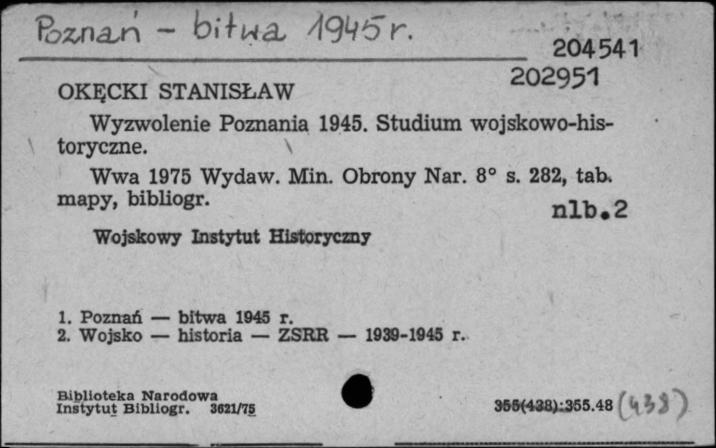 Poznań - bitwa 1945 r.
204541
202951
OKĘCKI STANISŁAW
Wyzwolenie Poznania 1945. Studium wojskowo-his-
toryczne.
Wwa 1975 Wydaw. Min. Obrony Nar. 8° s. 282, tab.
mapy, bibliogr.
nlb.2
Wojskowy Instytut Historyczny
1. Poznań — bitwa 1945 r.
2. Wojsko — historia — ZSRR — 1939-1945 r.
Biblioteka Narodowa
Instytut Bibliogr. 3621/75
355(438):355.48 (438)